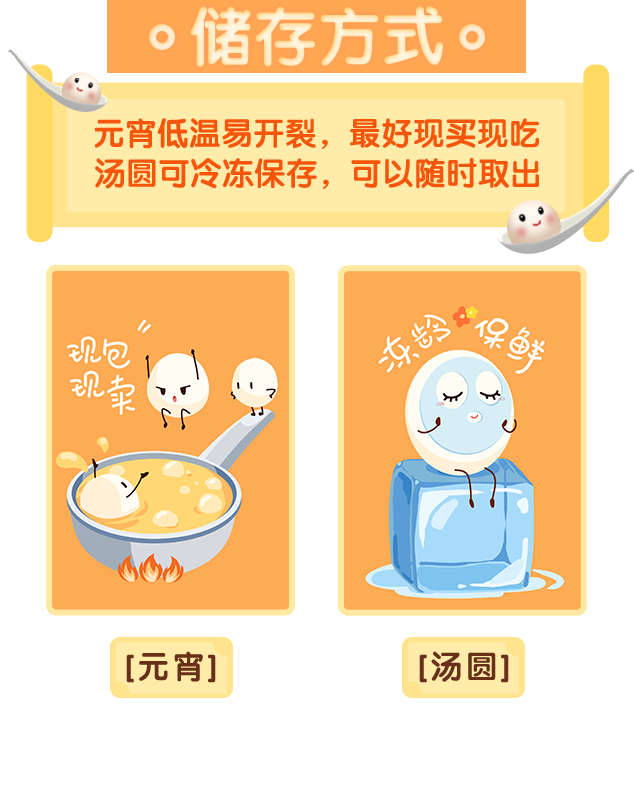 储存方式
元宵低温易开裂，最好现买现吃
汤圆可冷冻保存，可以随时取出
现包
现卖
冻龄保鲜
[元宵]
[汤圆]